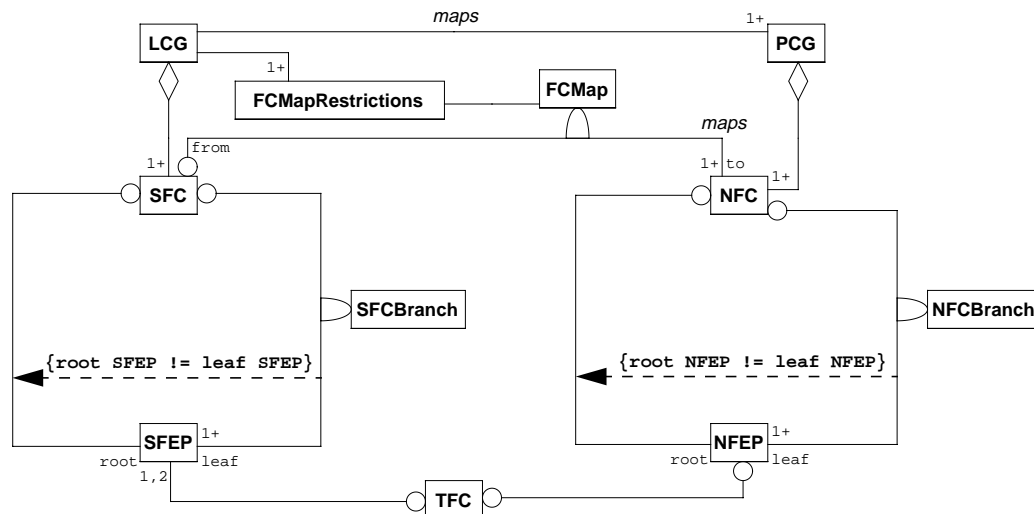 maps
LCG
1+
PCG
1+
FCMapRestrictions
FCMap
maps
from
1+
1+
to
1+
SFC
NFC
SFCBranch
NFCBranch
{root SFEP != leaf SFEP}
{root NFEP != leaf NFEP}
SFEP
1+
NFEP
1+
root
leaf
root
leaf
1,2
TFC